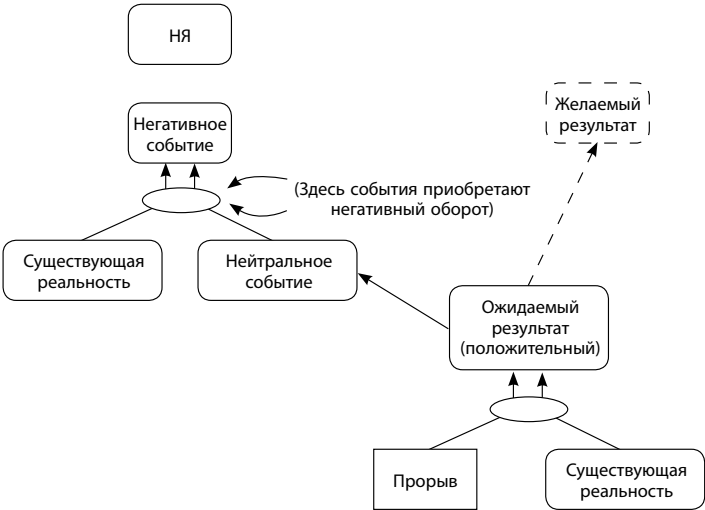 НЯ
Желаемый
результат
Негативное
событие
(Здесь события приобретают
негативный оборот)
Существующая
реальность
Нейтральное
событие
Ожидаемый
результат
(положительный)
Прорыв
Существующая
реальность